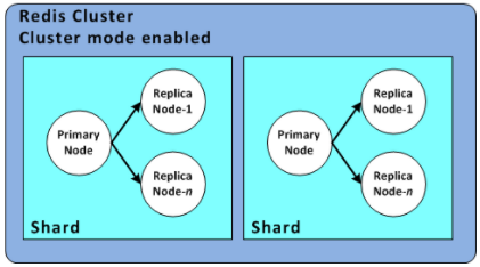 Redis Cluster
Cluster mode enabled
Primary
Node
Replica
Node-1
Replica
Node-n
Shard
Primary
Node
Replica
Node-1
Replica
Node-n
Shard